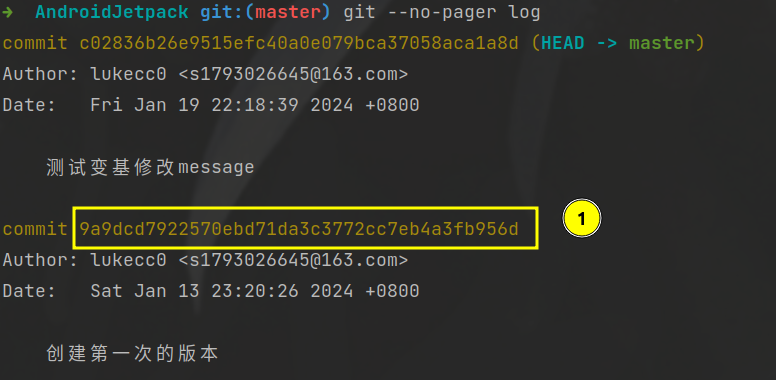 → AndroidJetpack git:(master) git --no-pager log
commit c02836b26e9515efc40a0e079bca37058aca1a8d (HEAD -> master)
Author: lukecc0 <s1793026645@163.com>
Date:   Fri Jan 19 22:18:39 2024 +0800
测试变基修改message
commit 9a9dcd7922570ebd71da3c3772cc7eb4a3fb956d
1
Author: lukecc0 <s1793026645@163.com>
Date:   Sat Jan 13 23:20:26 2024 +0800
创建第一次的版本